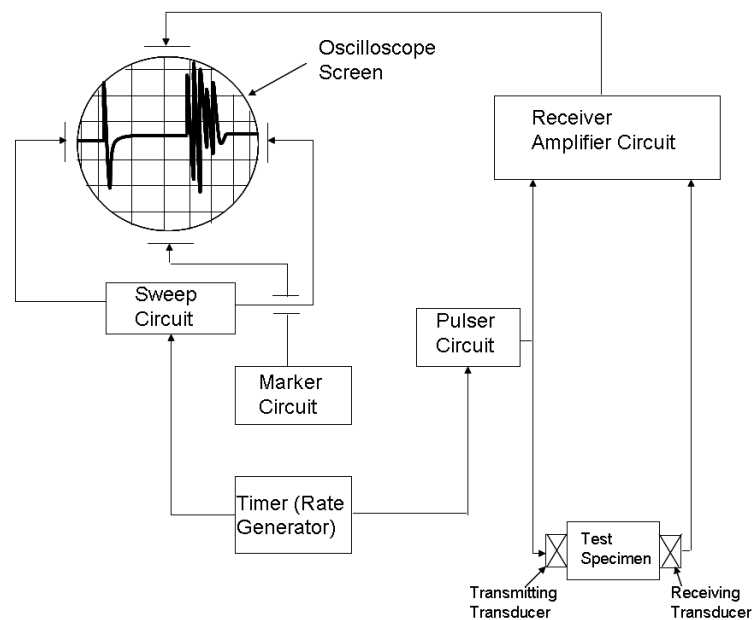 Oscilloscope
Screen
Receiver
Amplifier Circuit
Sweep
Circuit
Pulser
Circuit
Marker
Circuit
Timer (Rate
Generator)
Test
Specimen
Transmitting
Transducer
Receiving
Transducer